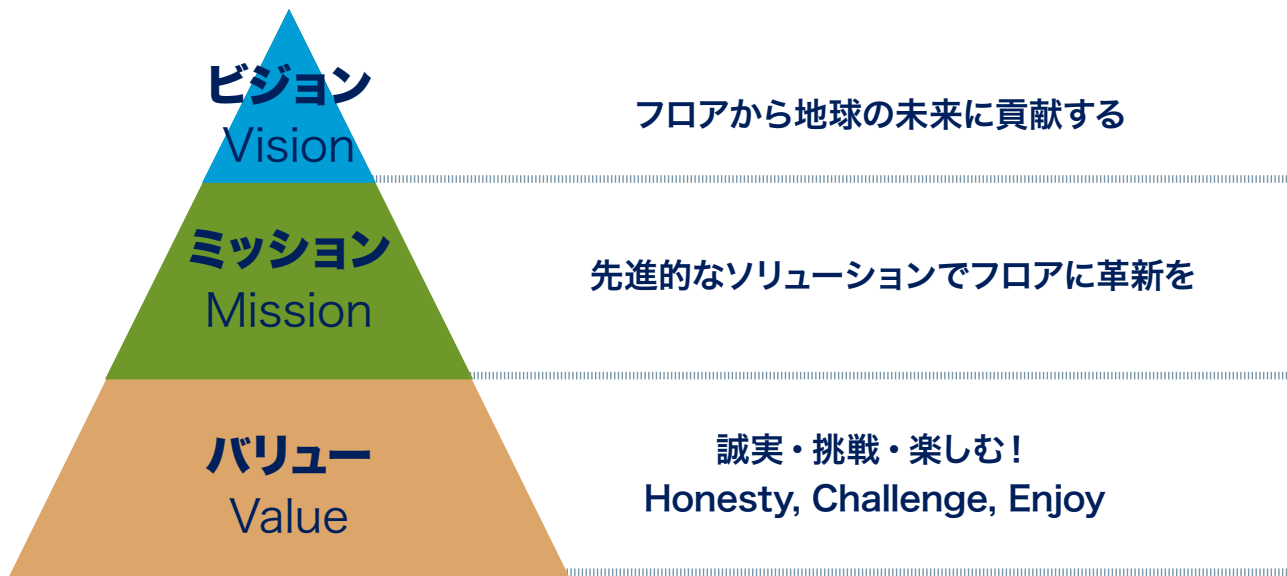 ビジョン
Vision
フロアから地球の未来に貢献する
ミッション
Mission
先進的なソリューションでフロアに革新を
バリュー
Value
誠実・挑戦・楽しむ！
Honesty, Challenge, Enjoy